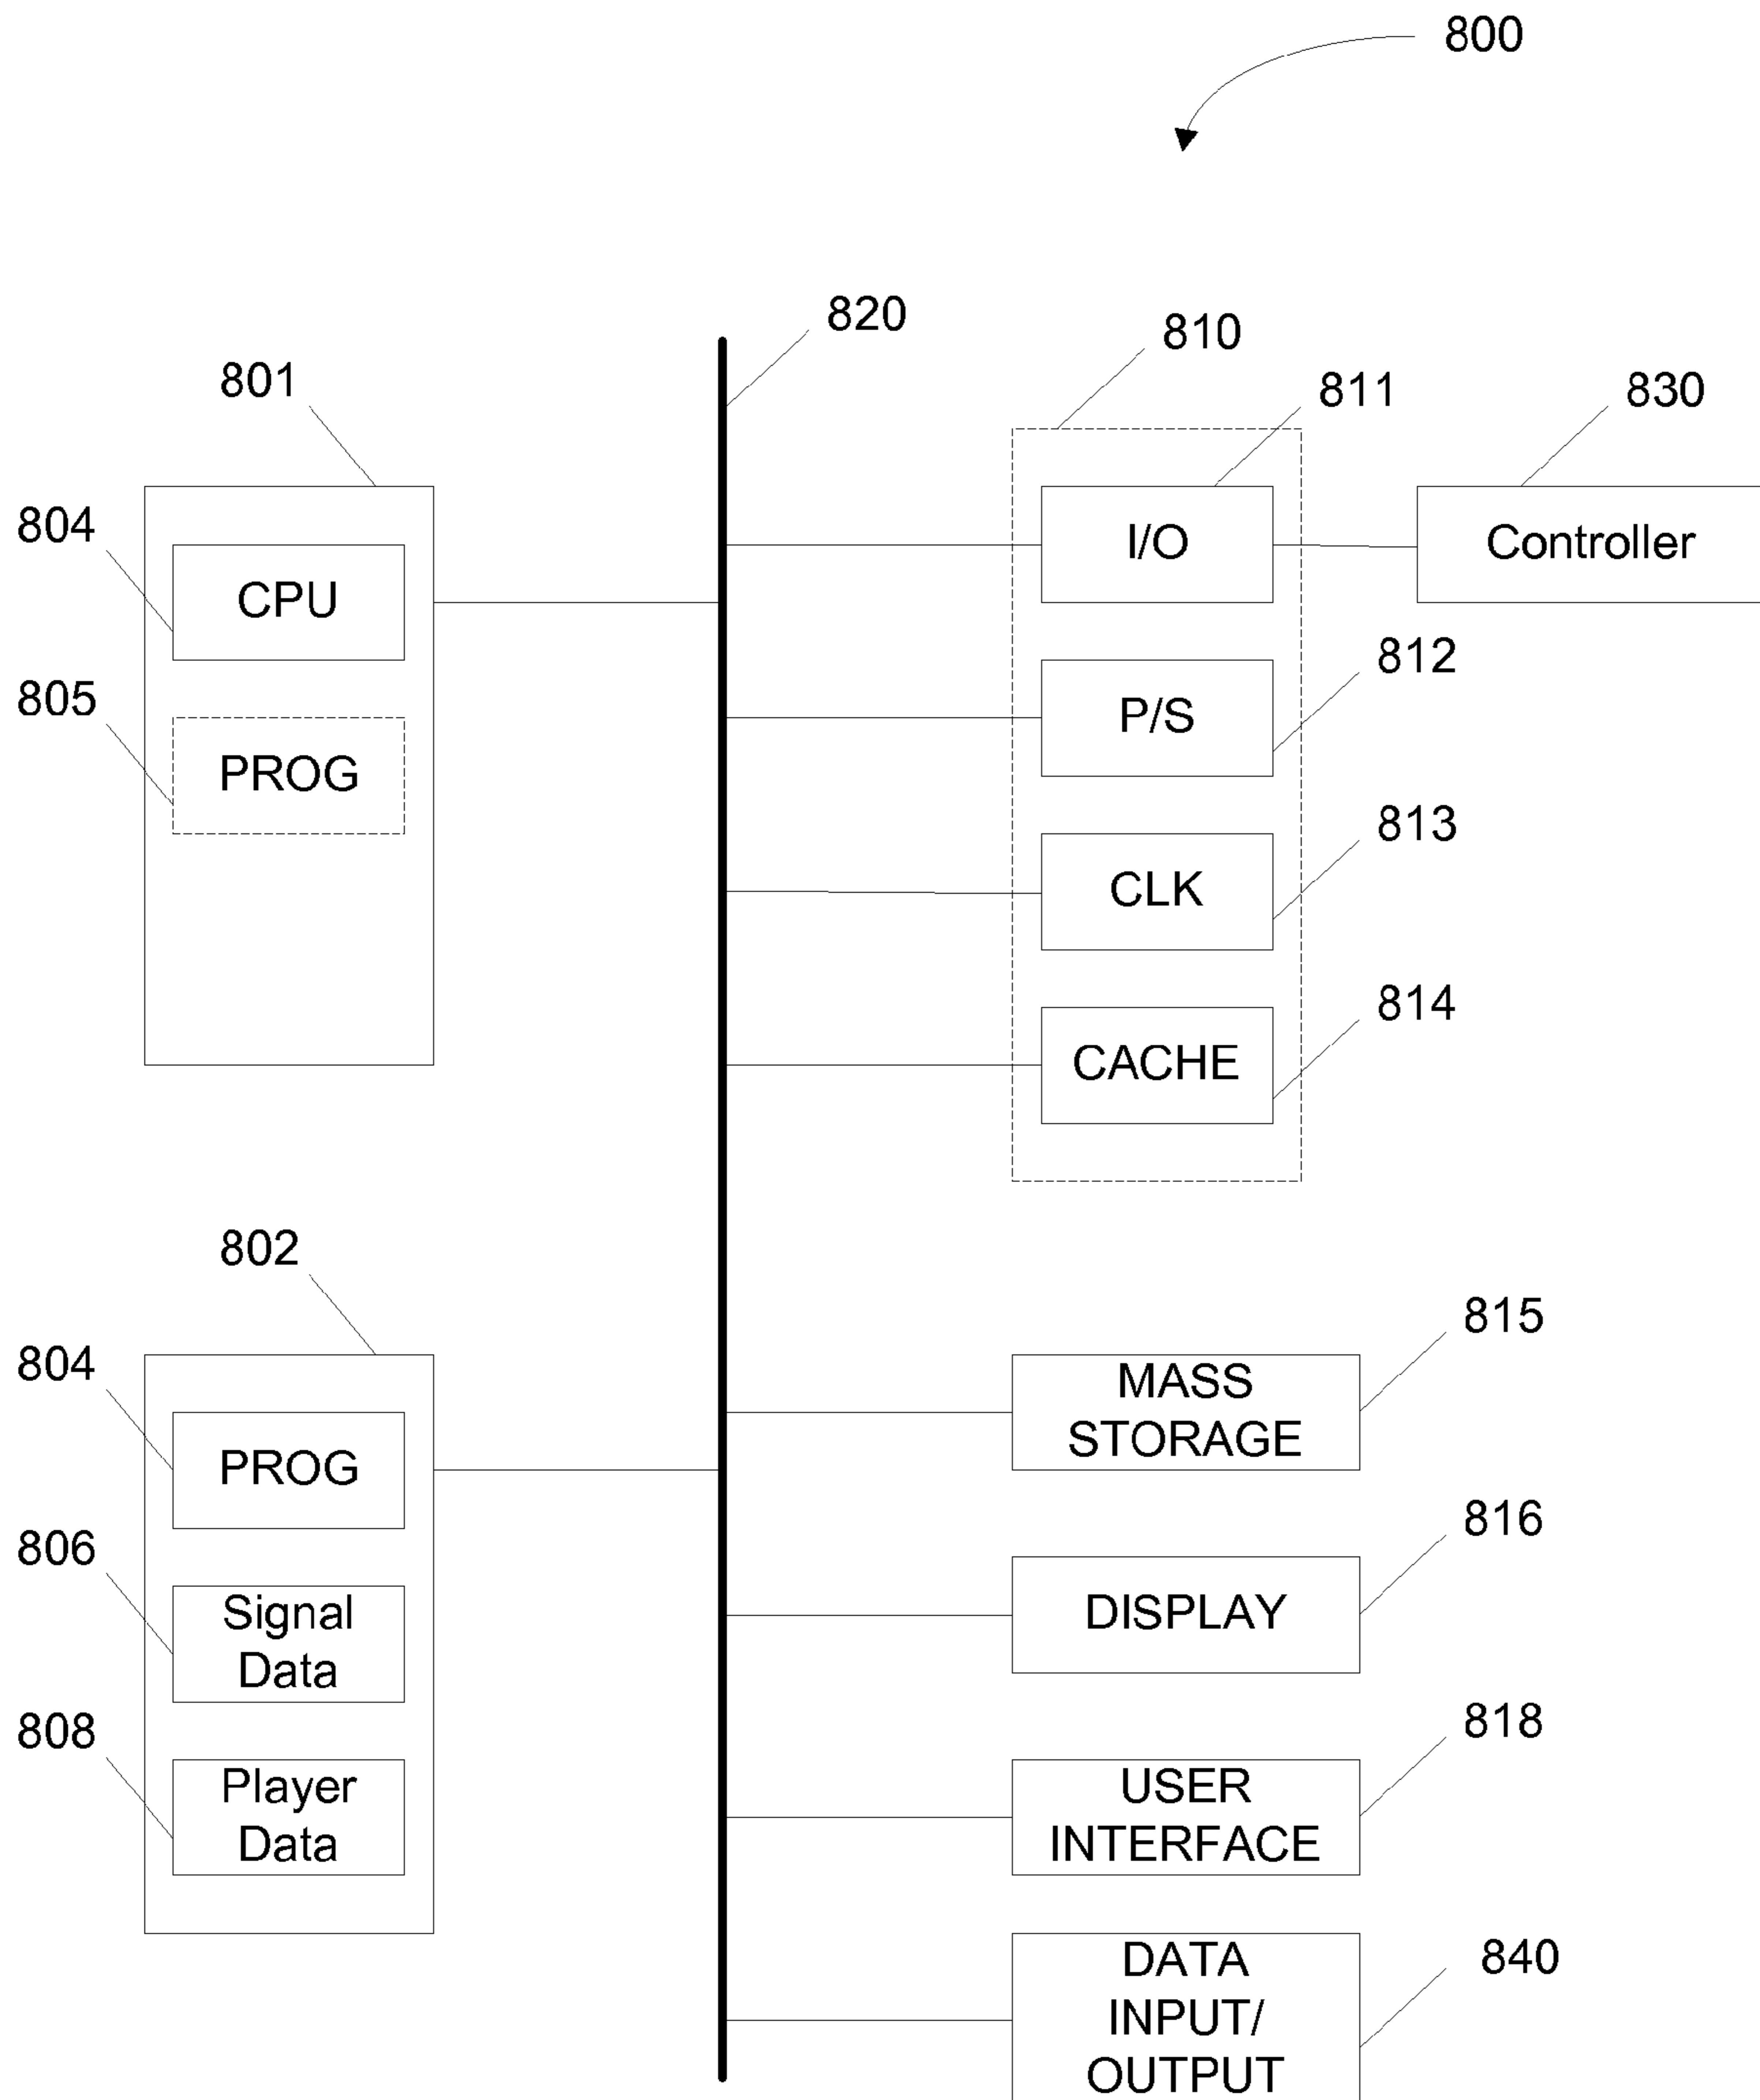 800
820
810
801
811
830
804
CPU
I/O
Controller
805
PROG
812
P/S
813
CLK
814
CACHE
802
804
PROG
815
MASS
STORAGE
806
Signal
Data
816
DISPLAY
808
Player
Data
818
USER
INTERFACE
840
DATA
INPUT/
OUTPUT